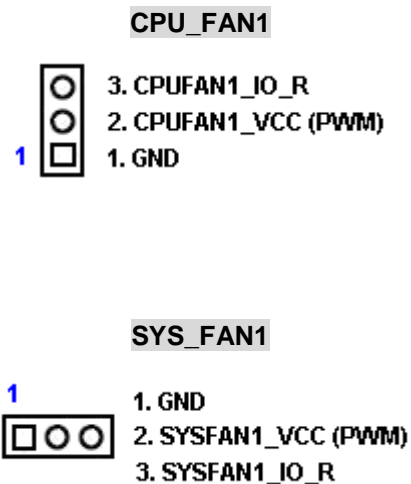 CPU_FAN1
3. CPUFAN1_IO_R
2. CPUFAN1_VCC (PWM)
1 1. GND
SYS_FAN1
1
1. GND
2. SYSFAN1_VCC (PWM)
3. SYSFAN1_IO_R